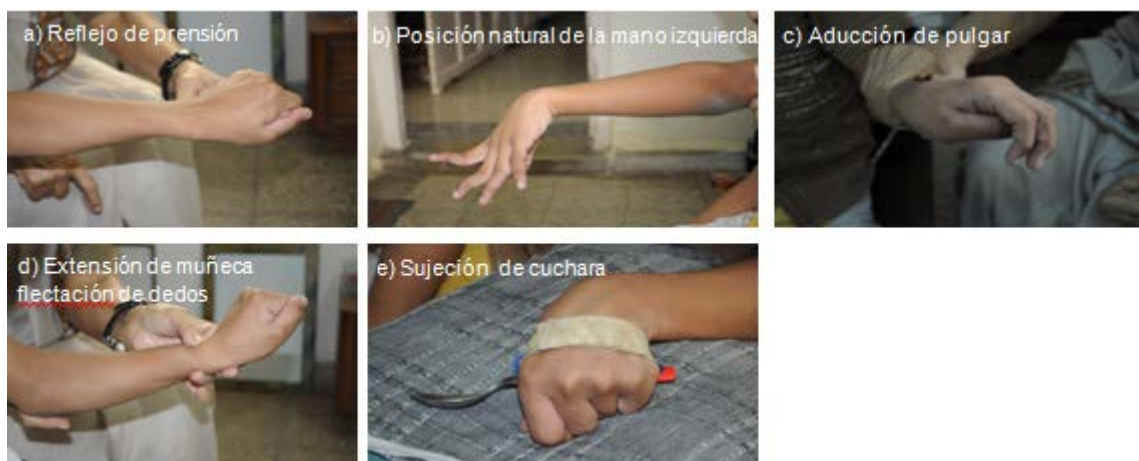 a) Reflejo de prensión
b) Posición natural de la mano izquierda
c) Aducción de pulgar
d) Extensión de muñeca
flectación de dedos
e) Sujeción de cuchara